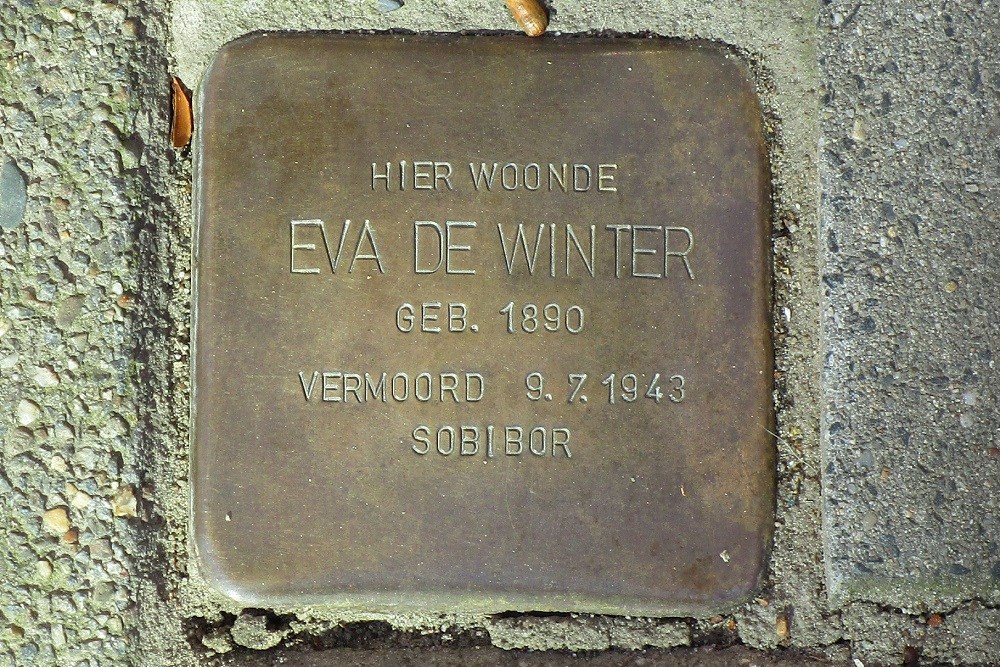 HIER WOONDE
EVA DE WINTER
GEB. 1890
VERMOORD 9.7.1943
SOBIBOR